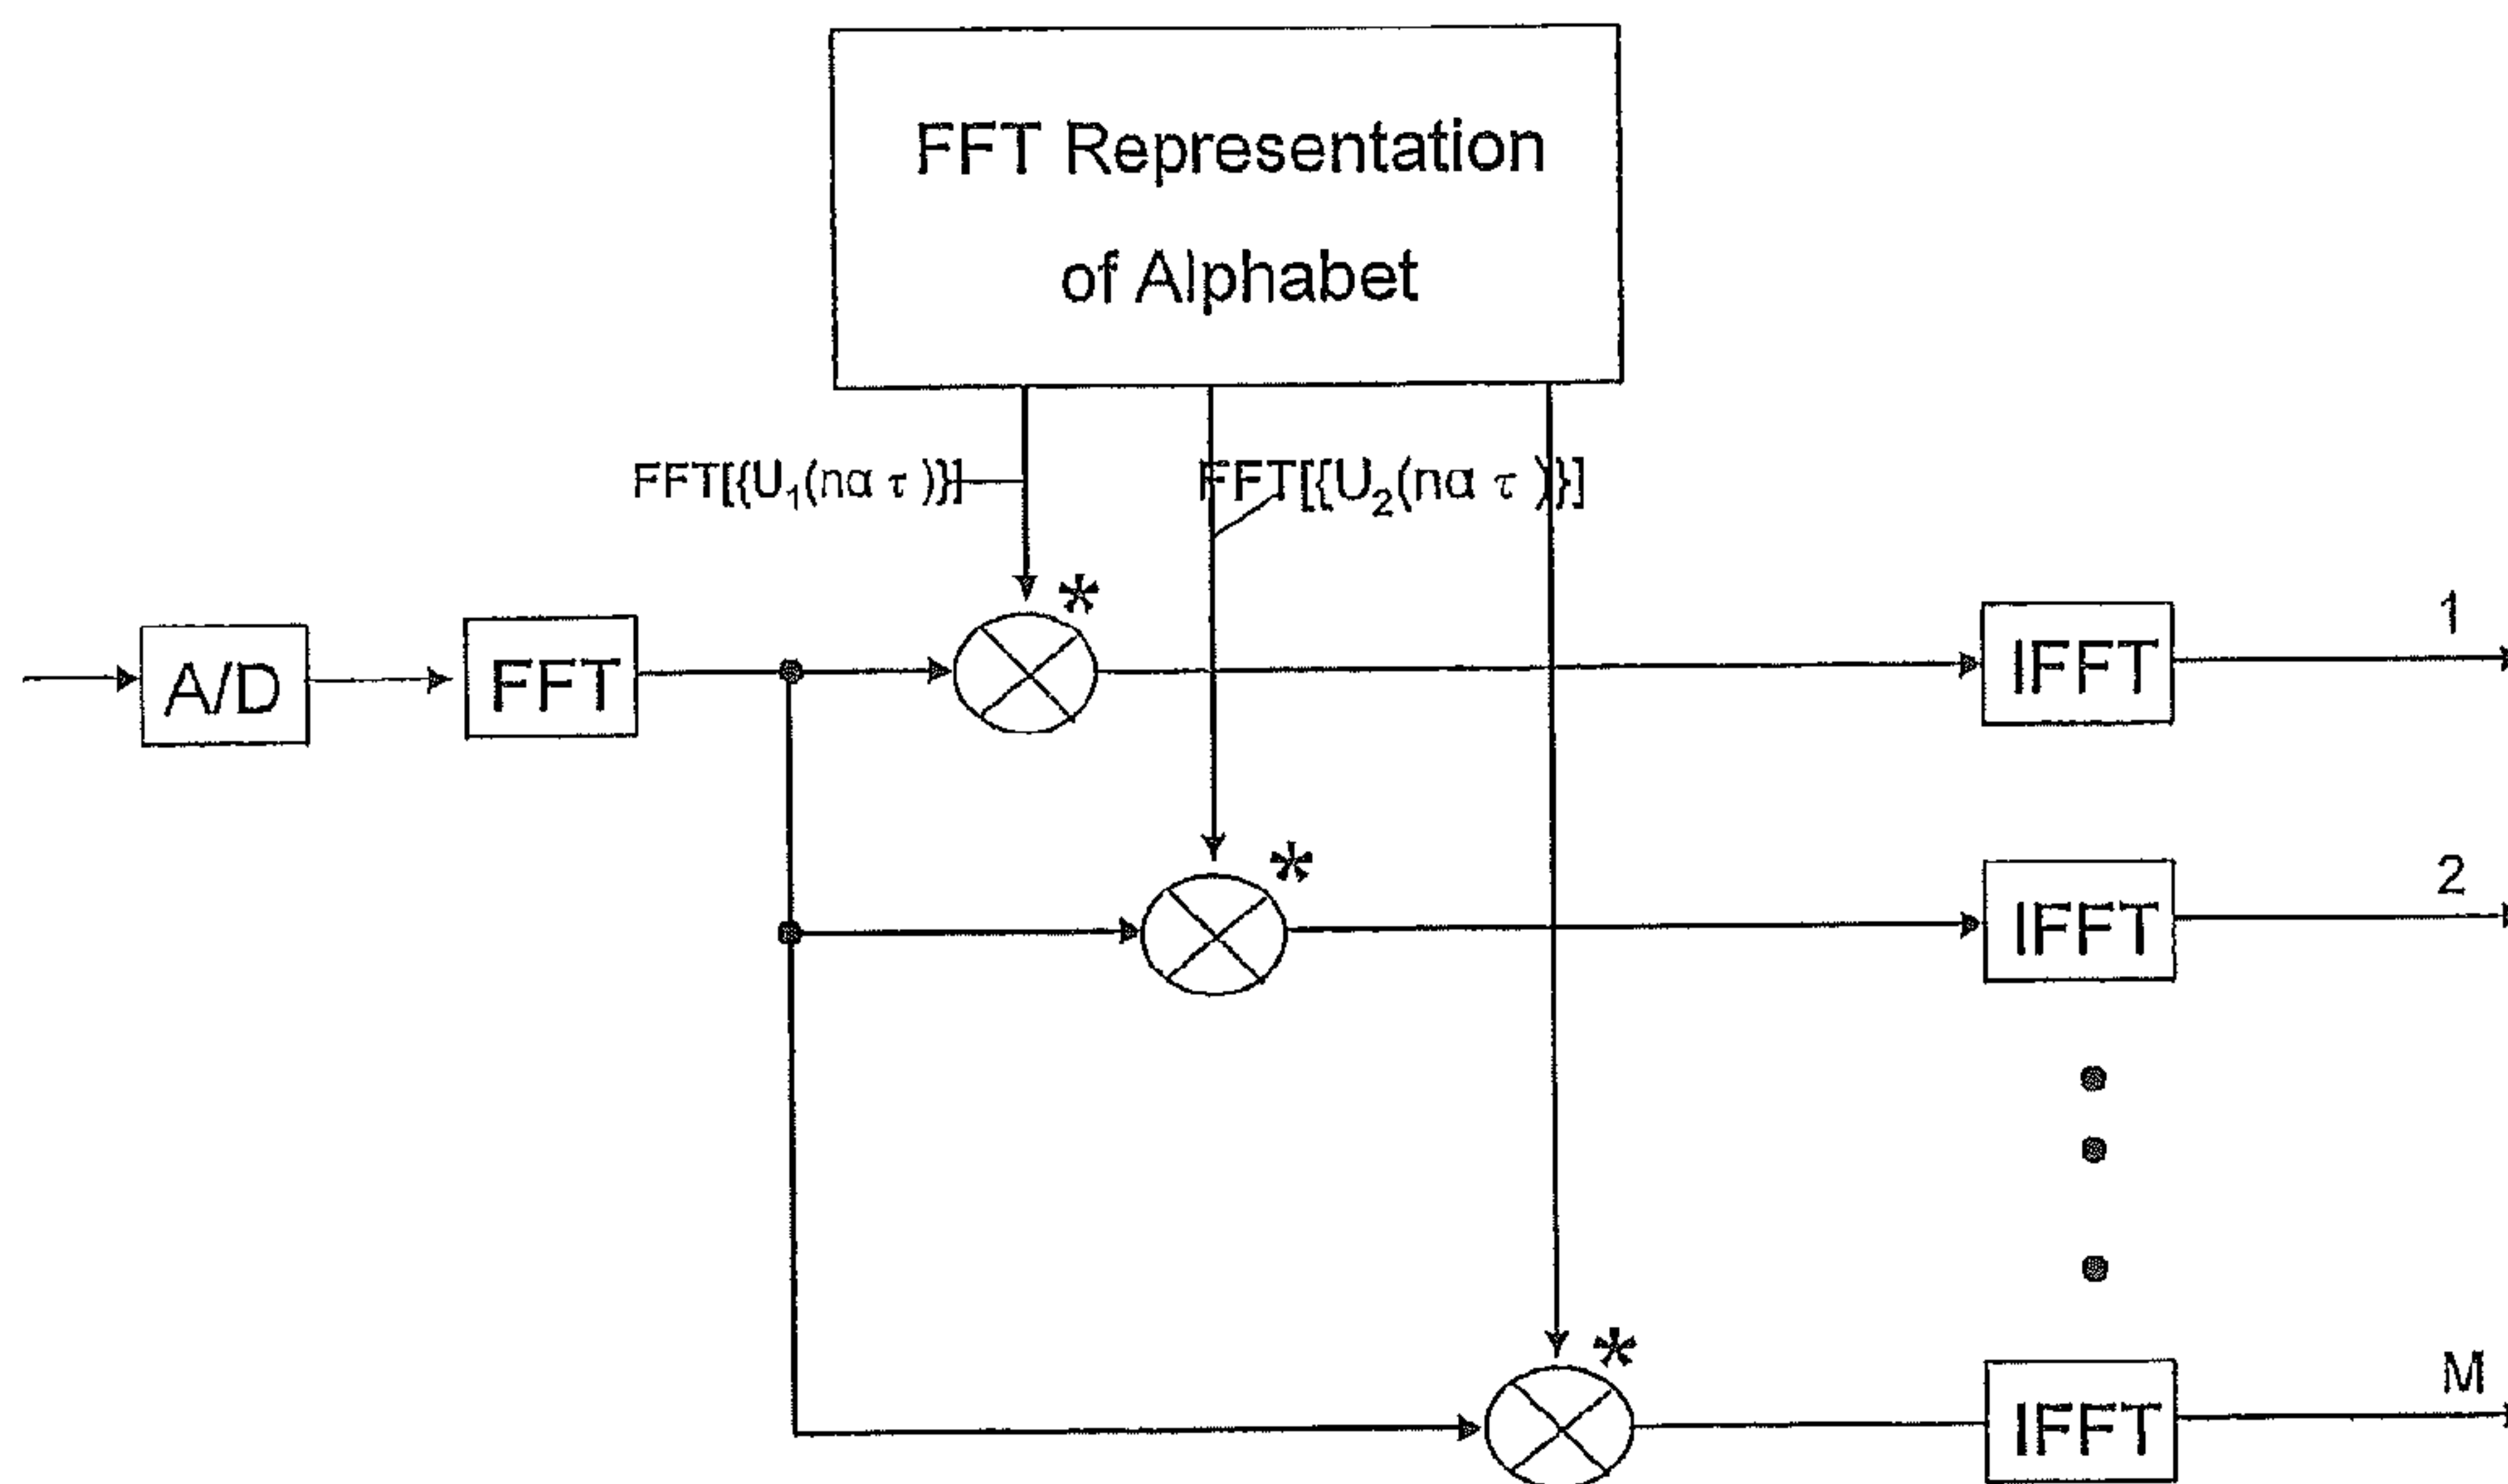 FFT Representation
of Alphabet
FFT[{U₁(nα τ )}]
FFT[{U₂(nα τ )}]
*
1
A/D
FFT
IFFT
*
2
IFFT
*
M
IFFT